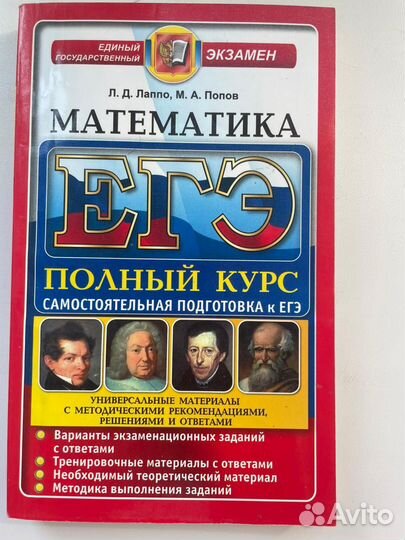 ЕДИНЫЙ
ГОСУДАРСТВЕННЫЙ
ЭКЗАМЕН
Л. Д. Лаппо, М. А. Попов
МАТЕМАТИКА
ЕГЭ
ПОЛНЫЙ КУРС
САМОСТОЯТЕЛЬНАЯ ПОДГОТОВКА К ЕГЭ
УНИВЕРСАЛЬНЫЕ МАТЕРИАЛЫ
С МЕТОДИЧЕСКИМИ РЕКОМЕНДАЦИЯМИ,
РЕШЕНИЯМИ И ОТВЕТАМИ
Варианты экзаменационных заданий
с ответами
Тренировочные материалы с ответами
Необходимый теоретический материал
Методика выполнения заданий
Avito